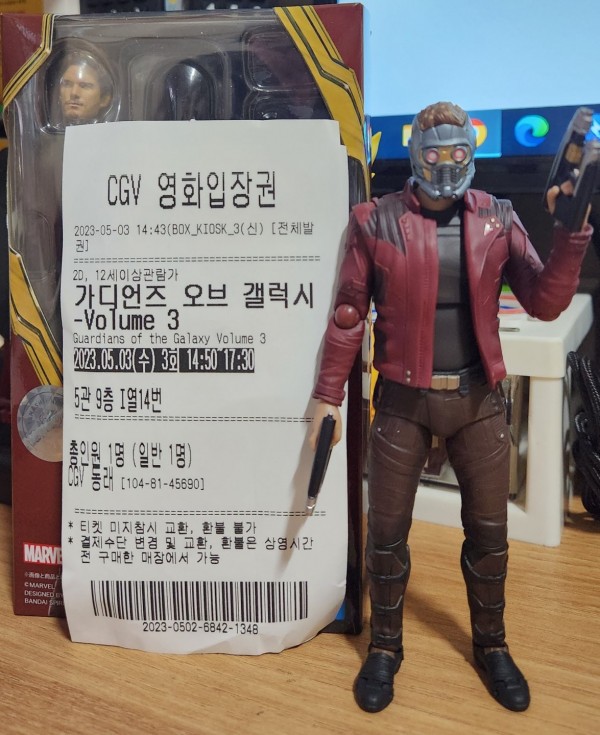 CGV 영화입장권
2023-05-03 14:43(BOX_KIOSK_3(신) [전체발
권]
2D, 12세이상관람가
가디언즈 오브 갤럭시
-Volume 3
Guardians of the Galaxy Volume 3
2023.05.03(수) 3회 14:50 17:30
5관 9층 I열14번
총인원 1명 (일반 1명)
CGV 동래 [104-81-45690]
* 티켓 미지참시 교환, 환불 불가
* 결제수단 변경 및 교환, 환불은 상영시간
전 구매한 매장에서 가능
2023-0502-6842-1348
MARVE
©MARVEL
DESIGNED B
BANDAI SPIR